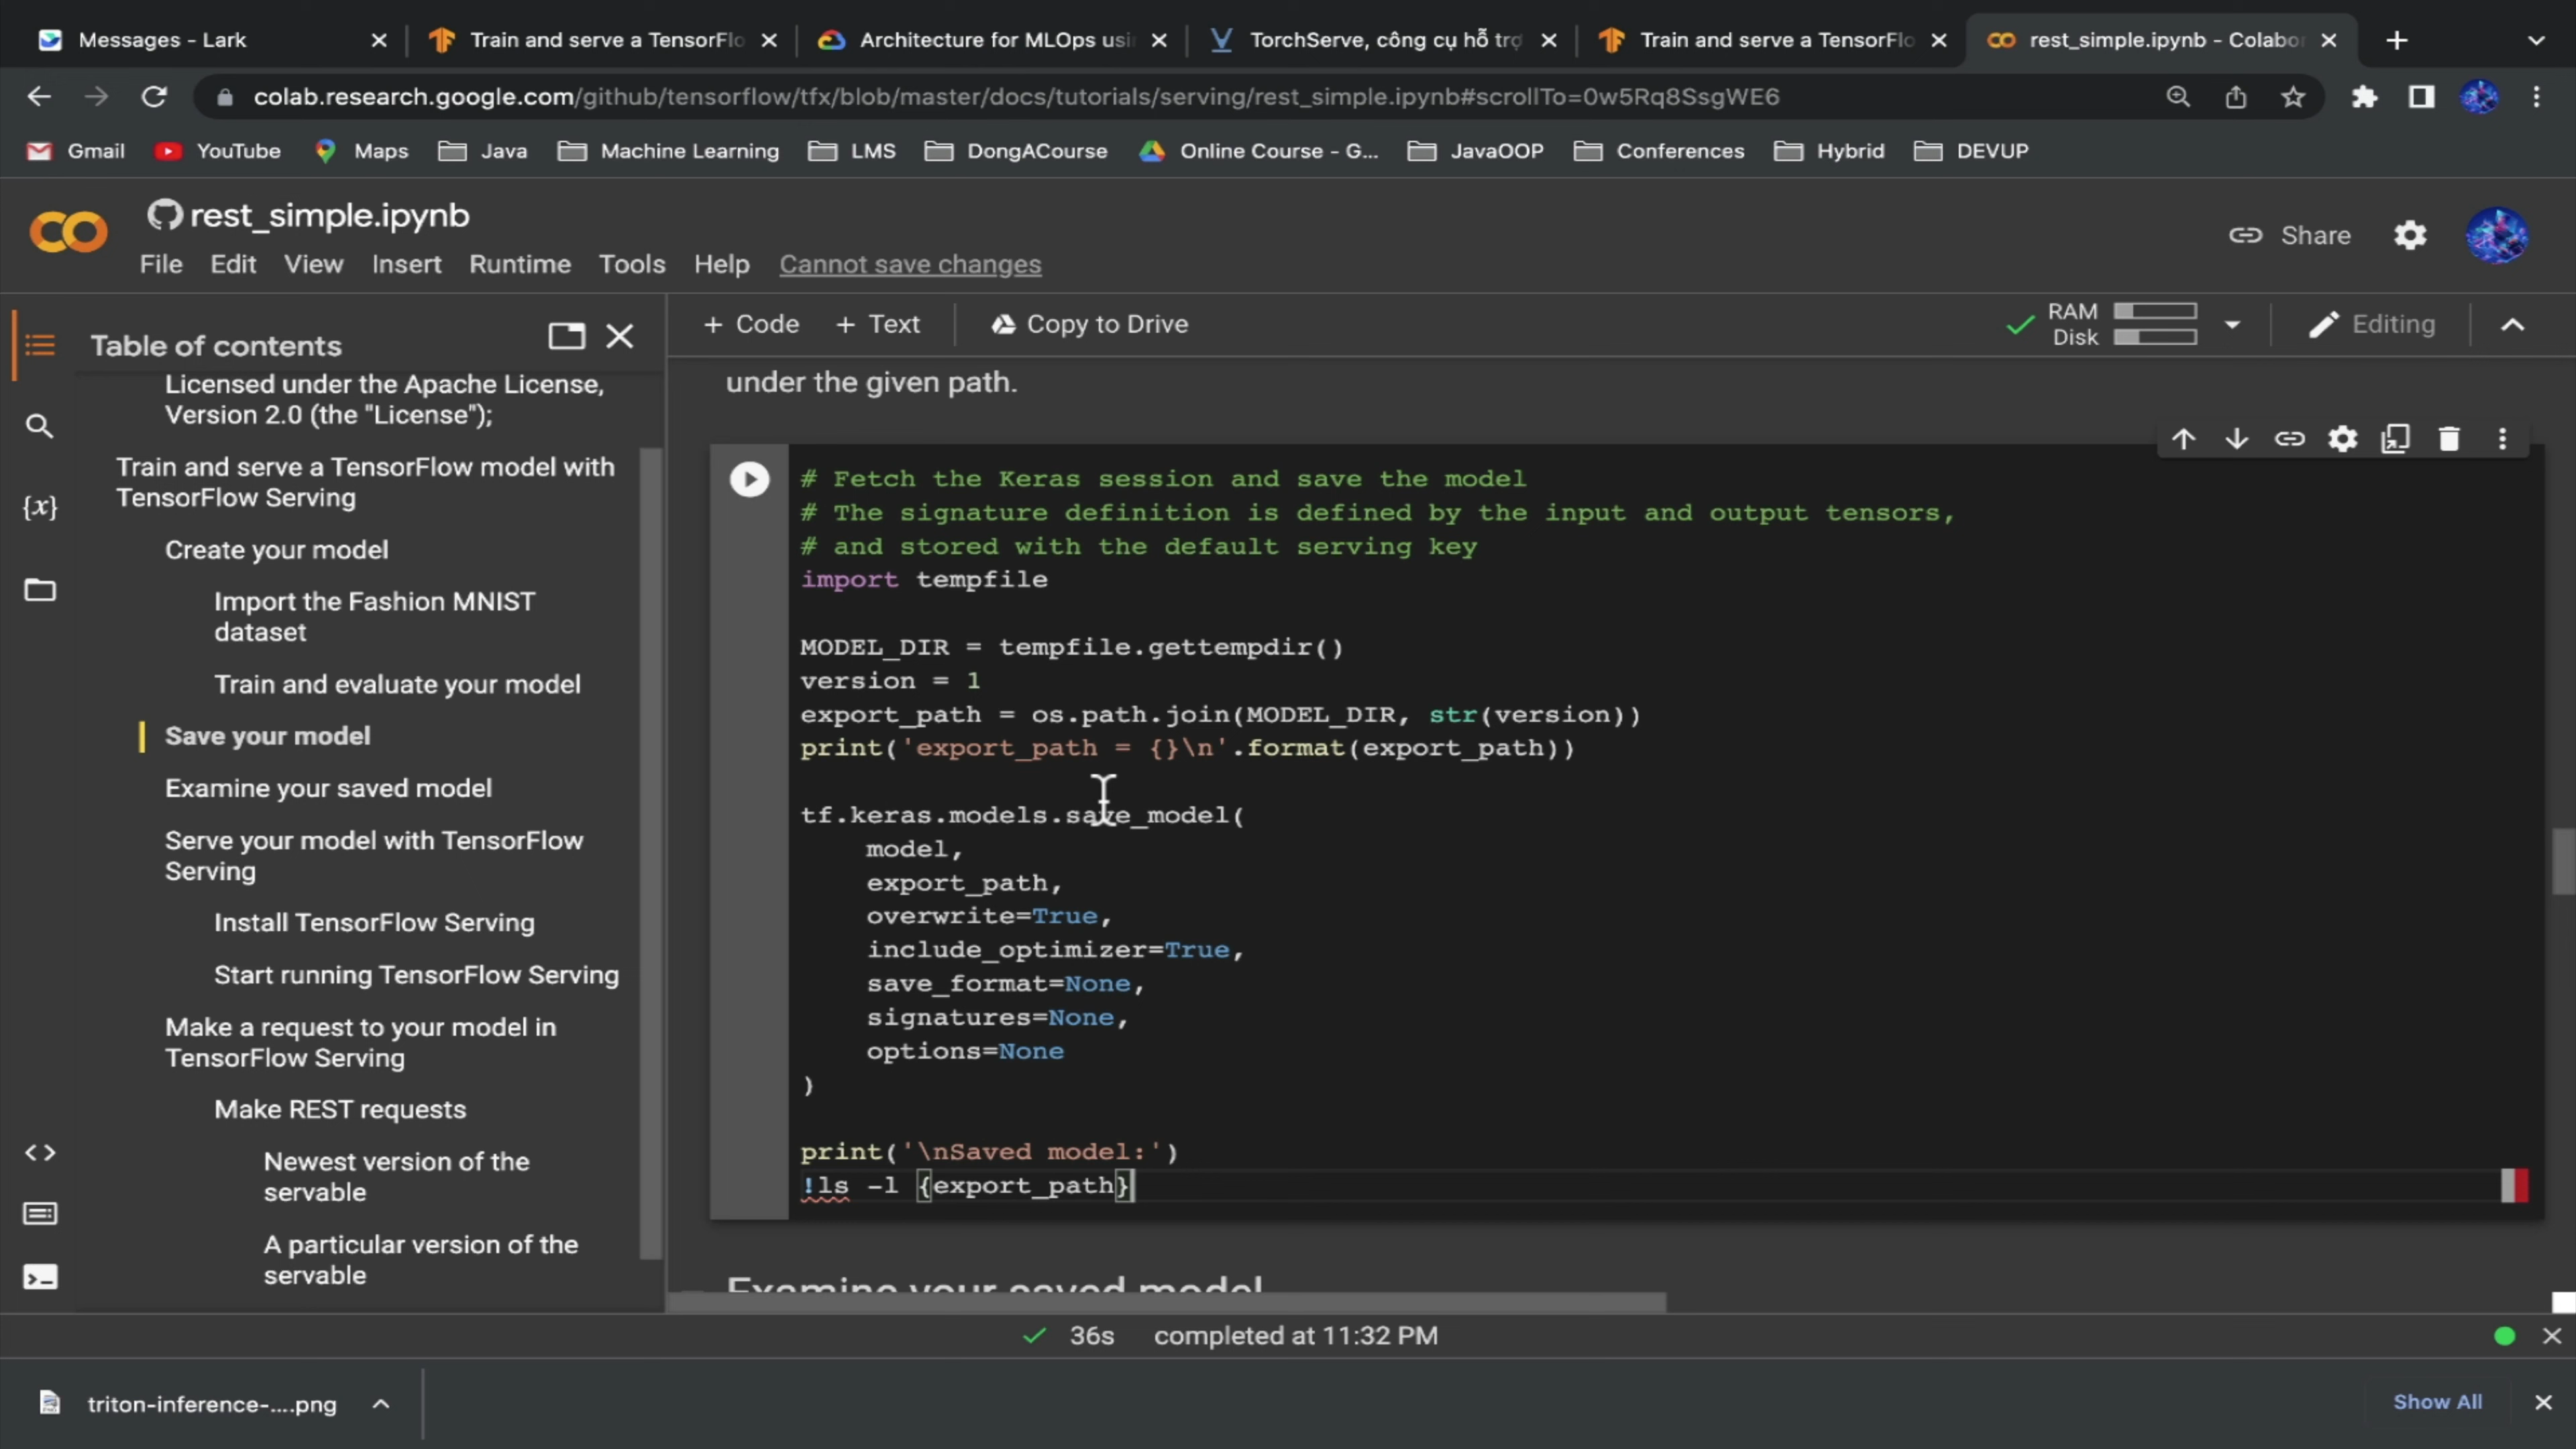 Messages - Lark
Train and serve a TensorFlo
Architecture for MLOps usi
TorchServe, công cụ hỗ trợ
Train and serve a TensorFlo
rest_simple.ipynb - Colabo
colab.research.google.com/github/tensorflow/tfx/blob/master/docs/tutorials/serving/rest_simple.ipynb#scrollTo=0w5Rq8SsgWE6
Gmail
YouTube
Maps
Java
Machine Learning
LMS
DongACourse
Online Course - G...
JavaOOP
Conferences
Hybrid
DEVUP
rest_simple.ipynb
File Edit View Insert Runtime Tools Help Cannot save changes
Share
+ Code + Text Copy to Drive
RAM
Disk
Editing
Table of contents
Licensed under the Apache License,
Version 2.0 (the "License");
Train and serve a TensorFlow model with
TensorFlow Serving
Create your model
Import the Fashion MNIST
dataset
Train and evaluate your model
Save your model
Examine your saved model
Serve your model with TensorFlow
Serving
Install TensorFlow Serving
Start running TensorFlow Serving
Make a request to your model in
TensorFlow Serving
Make REST requests
Newest version of the
servable
A particular version of the
servable
under the given path.
# Fetch the Keras session and save the model
# The signature definition is defined by the input and output tensors,
# and stored with the default serving key
import tempfile
MODEL_DIR = tempfile.gettempdir()
version = 1
export_path = os.path.join(MODEL_DIR, str(version))
print('export_path = {}\n'.format(export_path))
tf.keras.models.save_model(
    model,
    export_path,
    overwrite=True,
    include_optimizer=True,
    save_format=None,
    signatures=None,
    options=None
)
print('\nSaved model:')
!ls -l {export_path}
Examine your saved model
36s completed at 11:32 PM
triton-inference-....png
Show All